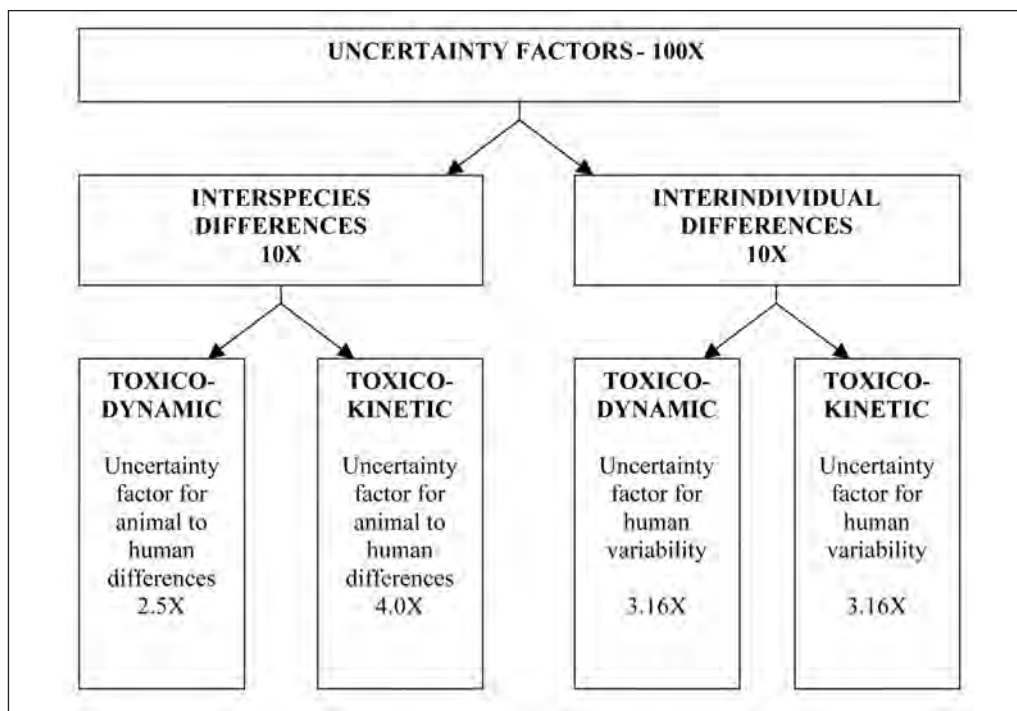 UNCERTAINTY FACTORS - 100X
INTERSPECIES
DIFFERENCES
10X
INTERINDIVIDUAL
DIFFERENCES
10X
TOXICO-
DYNAMIC
Uncertainty
factor for
animal to
human
differences
2.5X
TOXICO-
KINETIC
Uncertainty
factor for
animal to
human
differences
4.0X
TOXICO-
DYNAMIC
Uncertainty
factor for
human
variability
3.16X
TOXICO-
KINETIC
Uncertainty
factor for
human
variability
3.16X